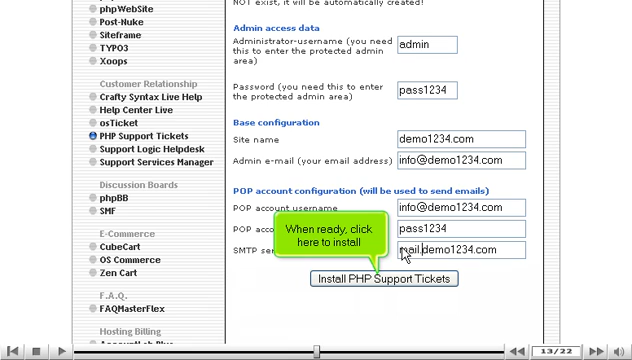 phpWebSite
Post-Nuke
Siteframe
TYPO3
Xoops
Customer Relationship
Crafty Syntax Live Help
Help Center Live
osTicket
PHP Support Tickets
Support Logic Helpdesk
Support Services Manager
Discussion Boards
phpBB
SMF
E-Commerce
CubeCart
OS Commerce
Zen Cart
F.A.Q.
FAQMasterFlex
Hosting Billing
AccountLab Plus
NOT exist, it will be automatically created!
Admin access data
Administrator-username (you need
this to enter the protected admin
area)
admin
Password (you need this to enter
the protected admin area)
pass1234
Base configuration
Site name
demo1234.com
Admin e-mail (your email address)
info@demo1234.com
POP account configuration (will be used to send emails)
POP account username
info@demo1234.com
POP
pass1234
SMTP
mail.demo1234.com
When ready, click
here to install
Install PHP Support Tickets
13/22